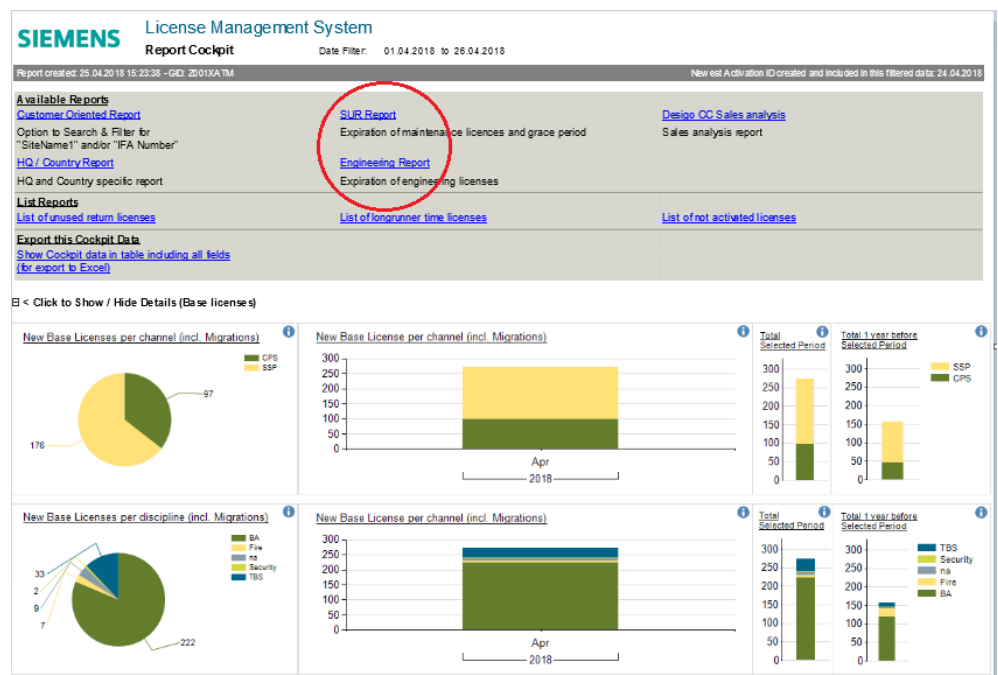 SIEMENS
License Management System
Report Cockpit
Date Filter: 01.04.2018 to 26.04.2018
Report created: 25.04.2018 15:23:38 - GID: Z001XATM
Newest Activation ID created and included in this filtered data: 24.04.2018
Available Reports
Customer Oriented Report
SUR Report
Desigo CC Sales analysis
Option to Search & Filter for
"SiteName1" and/or "IFA Number"
Expiration of maintenance licences and grace period
Sales analysis report
HQ / Country Report
Engineering Report
HQ and Country specific report
Expiration of engineering licenses
List Reports
List of unused return licenses
List of longrunner time licenses
List of not activated licenses
Export this Cockpit Data
Show Cockpit data in table including all fields
(for export to Excel)
< Click to Show / Hide Details (Base licenses)
New Base Licenses per channel (incl. Migrations)
CPS
SSP
97
176
New Base License per channel (incl. Migrations)
300
250
200
150
100
50
0
Apr
2018
Total
Selected Period
300
250
200
150
100
50
0
Total 1 year before
Selected Period
300
250
200
150
100
50
0
SSP
CPS
New Base Licenses per discipline (incl. Migrations)
BA
Fire
na
Security
TBS
33
2
9
7
222
New Base License per channel (incl. Migrations)
300
250
200
150
100
50
0
Apr
2018
Total
Selected Period
300
250
200
150
100
50
0
Total 1 year before
Selected Period
300
250
200
150
100
50
0
TBS
Security
na
Fire
BA